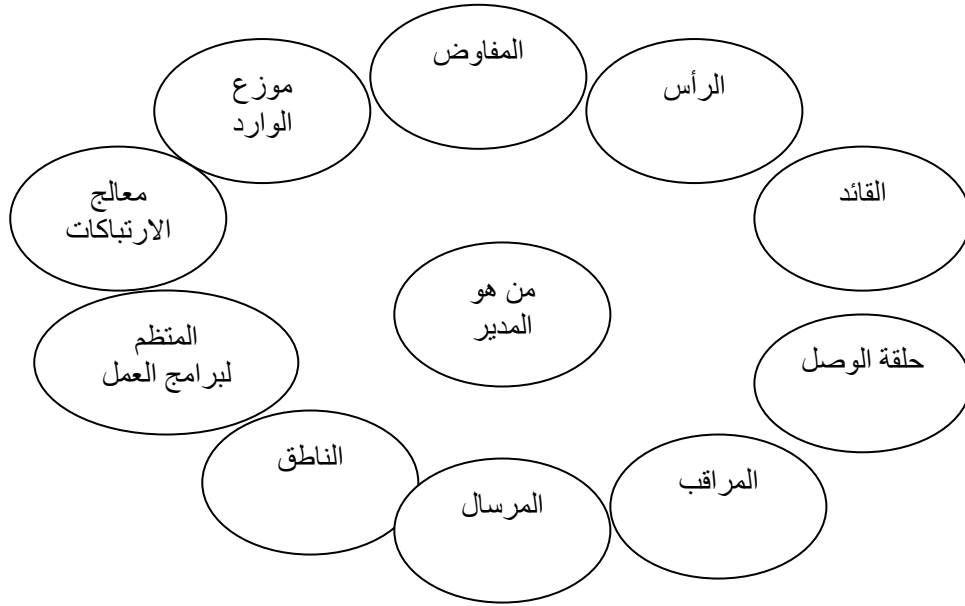 المفاوض
الرأس
موزع
الوارد
القائد
معالج
الارتباكات
من هو
المدير
حلقة الوصل
المتظم
لبرامج العمل
الناطق
المراقب
المرسال